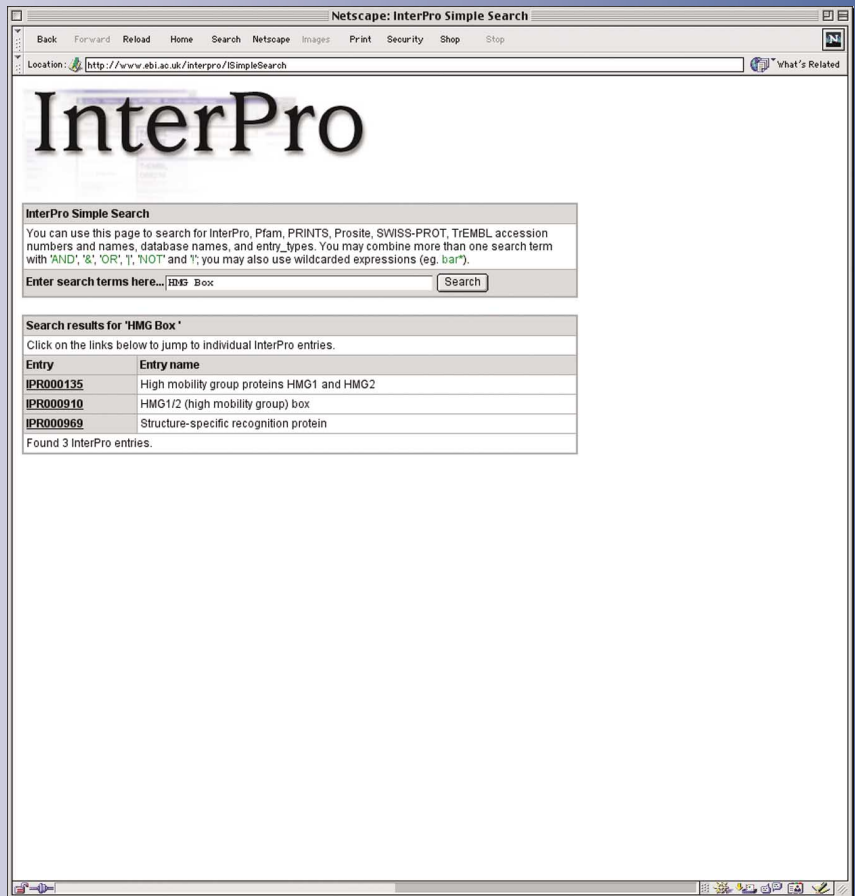 Netscape: InterPro Simple Search
Back Forward Reload Home Search Netscape Images Print Security Shop Stop
N
Location: http://www.ebi.ac.uk/interpro/ISimpleSearch What's Related
InterPro
InterPro Simple Search
You can use this page to search for InterPro, Pfam, PRINTS, Prosite, SWISS-PROT, TrEMBL accession
numbers and names, database names, and entry_types. You may combine more than one search term
with 'AND', '&', 'OR', '|', 'NOT' and '!'; you may also use wildcarded expressions (eg. bar*).
Enter search terms here... HMG Box Search
Search results for 'HMG Box '
Click on the links below to jump to individual InterPro entries.
Entry Entry name
IPR000135 High mobility group proteins HMG1 and HMG2
IPR000910 HMG1/2 (high mobility group) box
IPR000969 Structure-specific recognition protein
Found 3 InterPro entries.